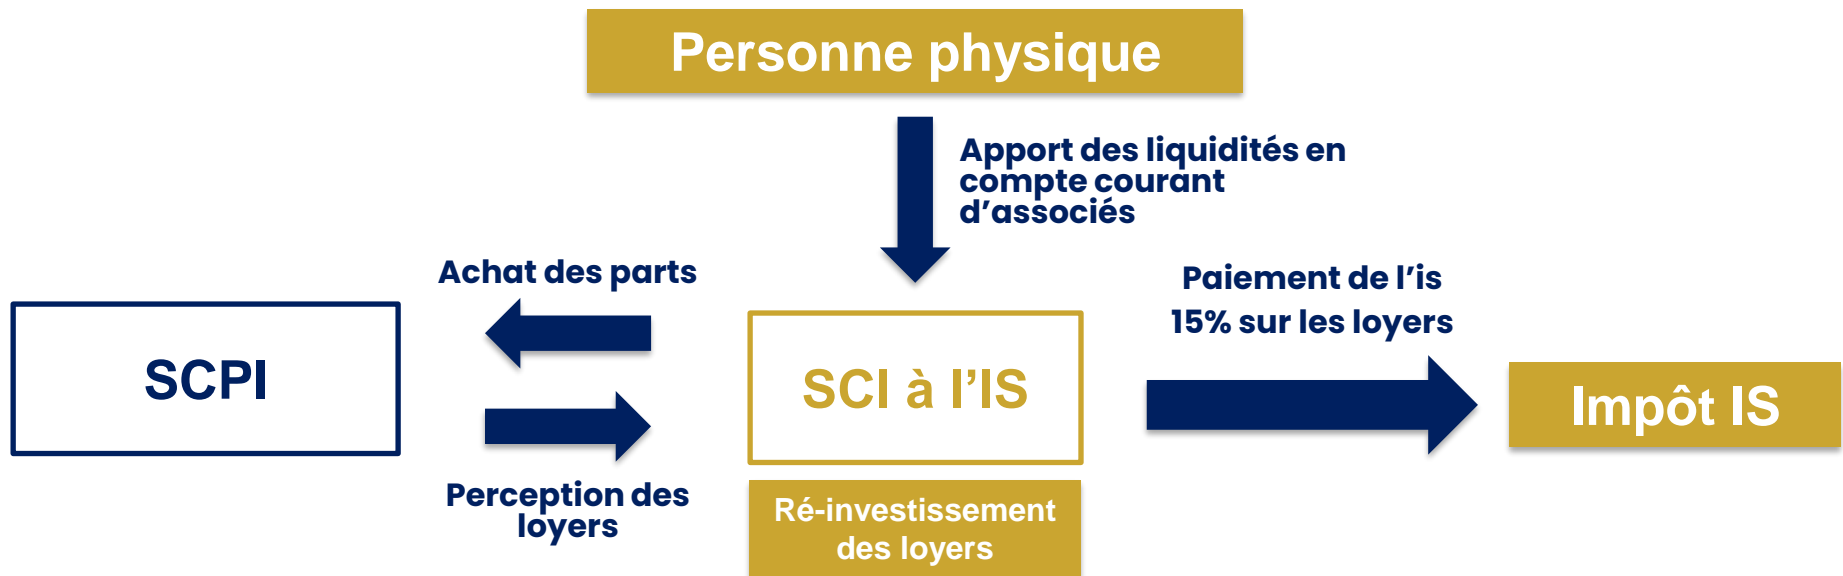 Personne physique
Apport des liquidités en
compte courant
d’associés
Achat des parts
Paiement de l’is
15% sur les loyers
SCPI
SCI à l’IS
Impôt IS
Perception des
loyers
Ré-investissement
des loyers